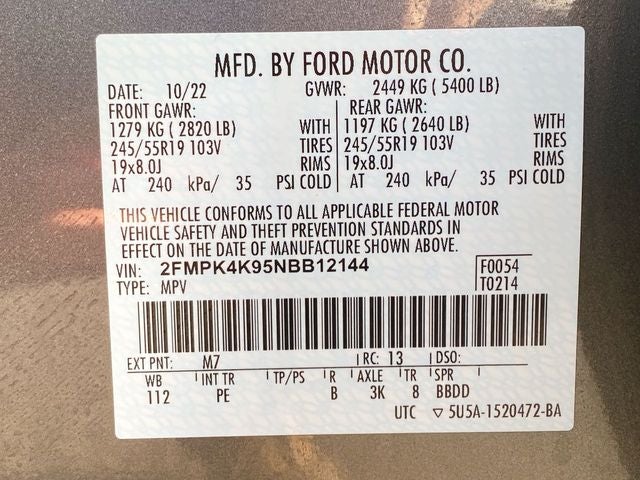 MFD. BY FORD MOTOR CO.
DATE: 10/22 GVWR: 2449 KG ( 5400 LB)
FRONT GAWR: REAR GAWR:
1279 KG ( 2820 LB) WITH 1197 KG ( 2640 LB) WITH
245/55R19 103V TIRES 245/55R19 103V TIRES
19x8.0J RIMS 19x8.0J RIMS
AT 240 kPa/ 35 PSI COLD AT 240 kPa/ 35 PSI COLD
THIS VEHICLE CONFORMS TO ALL APPLICABLE FEDERAL MOTOR
VEHICLE SAFETY AND THEFT PREVENTION STANDARDS IN
EFFECT ON THE DATE OF MANUFACTURE SHOWN ABOVE.
VIN: 2FMPK4K95NBB12144 F0054
TYPE: MPV T0214
EXT PNT: M7 RC: 13 DSO:
WB INT TR TP/PS R AXLE TR SPR
112 PE B 3K 8 BBDD
UTC ▽ 5U5A-1520472-BA